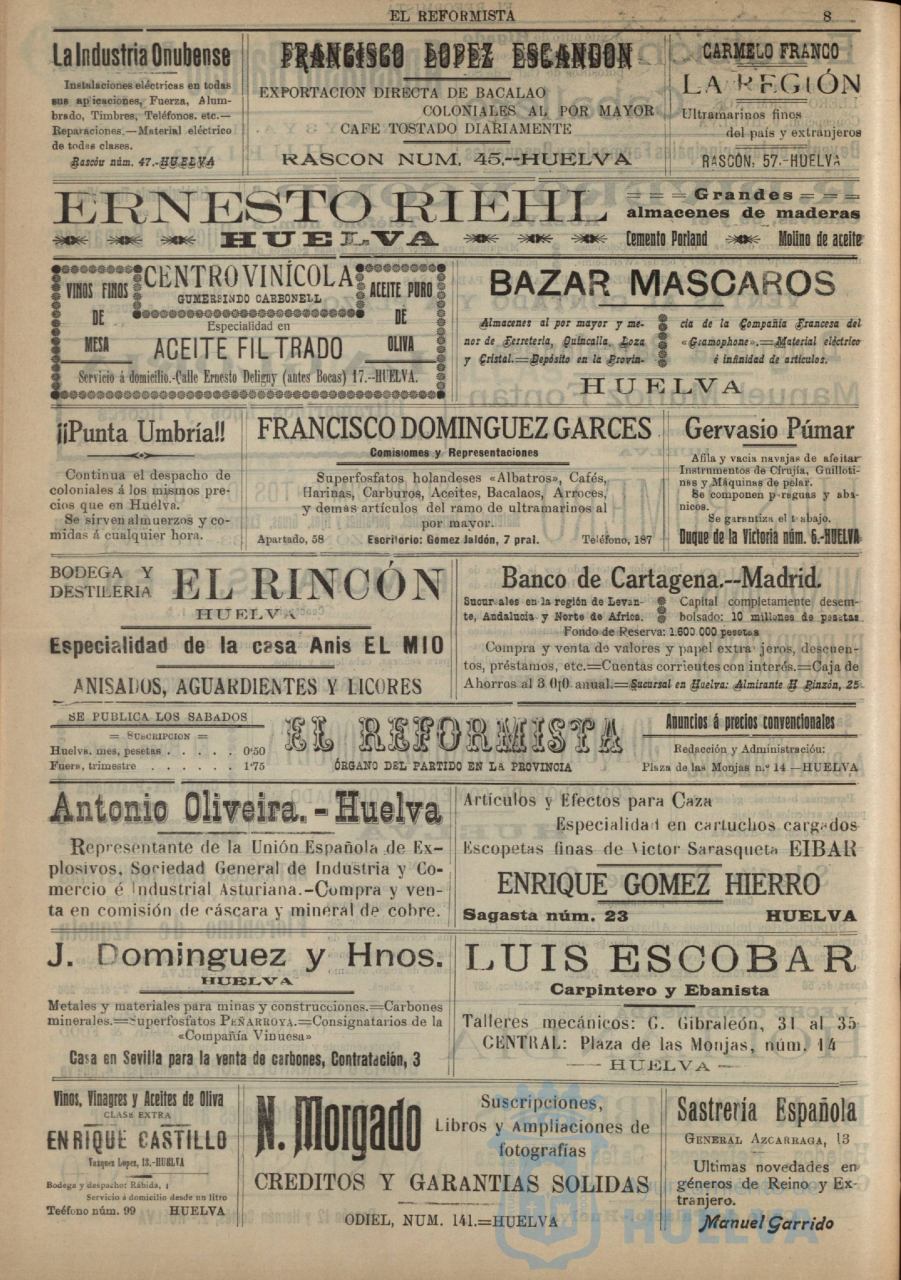 EL REFORMISTA 8
La Industria Onubense
Instalaciones eléctricas en todas
sus aplicaciones, Fuerza, Alum-
brado, Timbres, Teléfonos. etc.—
Reparaciones.—Material eléctrico
de todas clases.
Rascón núm. 47.-HUELVA
FRANCISCO LOPEZ ESCANDON
EXPORTACION DIRECTA DE BACALAO
COLONIALES AL POR MAYOR
CAFE TOSTADO DIARIAMENTE
RASCON NUM. 45.--HUELVA
CARMELO FRANCO
LA REGIÓN
Ultramarinos finos
del país y extranjeros
RASCÓN, 57.-HUELVA
ERNESTO RIEHL
HUELVA
Grandes
almacenes de maderas
Cemento Porland Molino de aceite
CENTRO VINÍCOLA
GUMERSINDO CARBONELL
VINOS FINOS
DE
MESA
ACEITE PURO
DE
OLIVA
Especialidad en
ACEITE FILTRADO
Servicio á domicilio.-Calle Ernesto Deligny (antes Bocas) 17.--HUELVA.
BAZAR MASCAROS
Almacenes al por mayor y me-
nor de Ferretería, Quincalla, Loza
y Cristal.=Depósito en la Provin-
cia de la Compañía Francesa del
«Gramophone».=Material eléctrico
é infinidad de artículos.
HUELVA
¡¡Punta Umbría!!
Continua el despacho de
coloniales á los mismos pre-
cios que en Huelva.
Se sirven almuerzos y co-
midas á cualquier hora.
FRANCISCO DOMINGUEZ GARCES
Comisiones y Representaciones
Superfosfatos holandeses «Albatros», Cafés,
Harinas, Carburos, Aceites, Bacalaos, Arroces,
y demás artículos del ramo de ultramarinos al
por mayor.
Apartado, 58 Escritorio: Gómez Jaldón, 7 pral. Teléfono, 187
Gervasio Púmar
Afila y vacia navajas de afeitar
Instrumentos de Cirujía, Guilloti-
nas y Máquinas de pelar.
Se componen paraguas y aba-
nicos.
Se garantiza el trabajo.
Duque de la Victoria núm. 6.-HUELVA
BODEGA Y
DESTILERIA
EL RINCÓN
HUELVA
Especialidad de la casa Anis EL MIO
ANISADOS, AGUARDIENTES Y LICORES
Banco de Cartagena.--Madrid.
Sucursales en la región de Levan-
te, Andalucía y Norte de Africa.
Capital completamente desem-
bolsado: 10 millones de pesetas
Fondo de Reserva: 1.600.000 pesetas
Compra y venta de valores y papel extranjeros, descuen-
tos, préstamos, etc.=Cuentas corrientes con interés.=Caja de
Ahorros al 3 0¡0 anual.=Sucursal en Huelva: Almirante H Pinzón, 25
SE PUBLICA LOS SABADOS
= SUSCRIPCION =
Huelva. mes, pesetas . . . . . 0'50
Fuera, trimestre . . . . . . 1'75
EL REFORMISTA
ÓRGANO DEL PARTIDO EN LA PROVINCIA
Anuncios á precios convencionales
Redacción y Administración:
Plaza de las Monjas n.º 14 —HUELVA
Antonio Oliveira. - Huelva
Representante de la Unión Española de Ex-
plosivos, Sociedad General de Industria y Co-
mercio é Industrial Asturiana.-Compra y ven-
ta en comisión de cáscara y mineral de cobre.
Artículos y Efectos para Caza
Especialidad en cartuchos cargados
Escopetas finas de Victor Sarasqueta EIBAR
ENRIQUE GOMEZ HIERRO
Sagasta núm. 23 HUELVA
J. Dominguez y Hnos.
HUELVA
Metales y materiales para minas y construcciones.=Carbones
minerales.=Superfosfatos PEÑARROYA.=Consignatarios de la
«Compañía Vinuesa»
Casa en Sevilla para la venta de carbones, Contratación, 3
LUIS ESCOBAR
Carpintero y Ebanista
Talleres mecánicos: C. Gibraleón, 31 al 35
CENTRAL: Plaza de las Monjas, núm. 14
HUELVA
Vinos, Vinagres y Aceites de Oliva
CLASE EXTRA
ENRIQUE CASTILLO
Vazquez Lopez, 13.-HUELVA
Bodega y despacho: Rábida, 1
Servicio á domicilio desde un litro
Teéfono núm. 99 HUELVA
N. Morgado
Suscripciones,
Libros y Ampliaciones de
fotografías
CREDITOS Y GARANTIAS SOLIDAS
ODIEL, NUM. 141.=HUELVA
Sastrería Española
GENERAL AZCARRAGA, 13
Ultimas novedades en
géneros de Reino y Ex-
tranjero.
Manuel Garrido
HUELVA